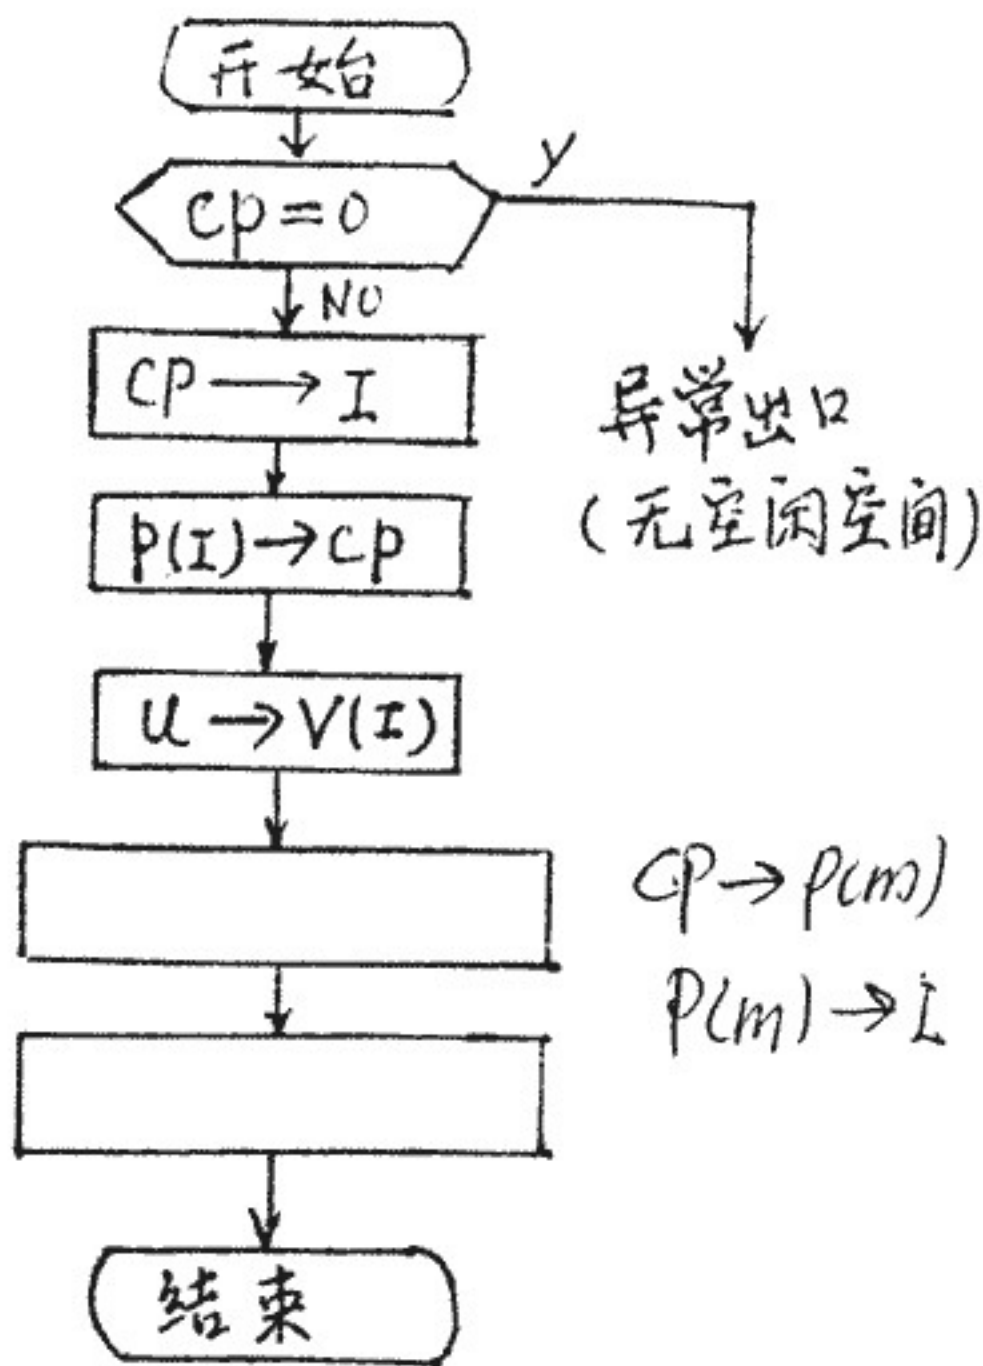 开始
CP=0
Y
NO
CP→I
异常出口
(无空闲空间)
P(I)→CP
U→V(I)
CP→P(m)
P(m)→I
结束